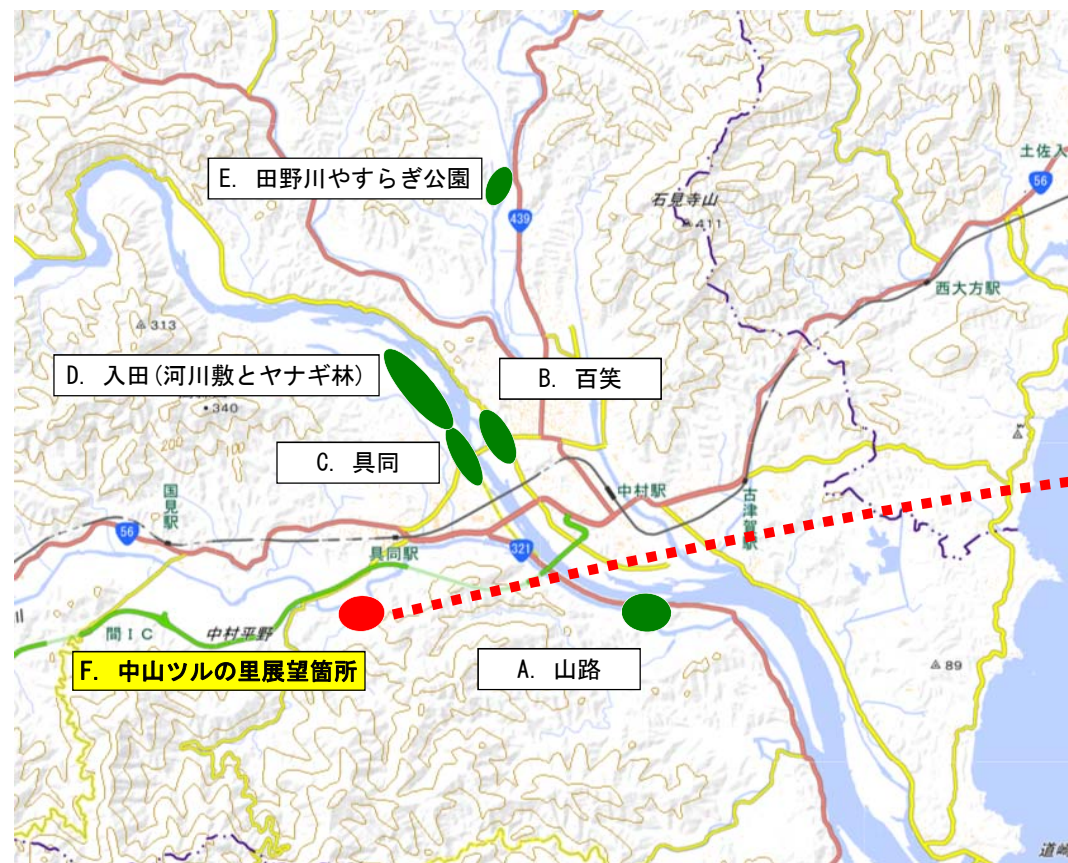 土佐入
56
E. 田野川やすらぎ公園
石見寺山
439
411
西大方駅
313
D. 入田(河川敷とヤナギ林)
B. 百笑
340
C. 具同
国見駅
中村駅
古津賀駅
56
具同駅
321
間IC
中村平野
F. 中山ツルの里展望箇所
A. 山路
89